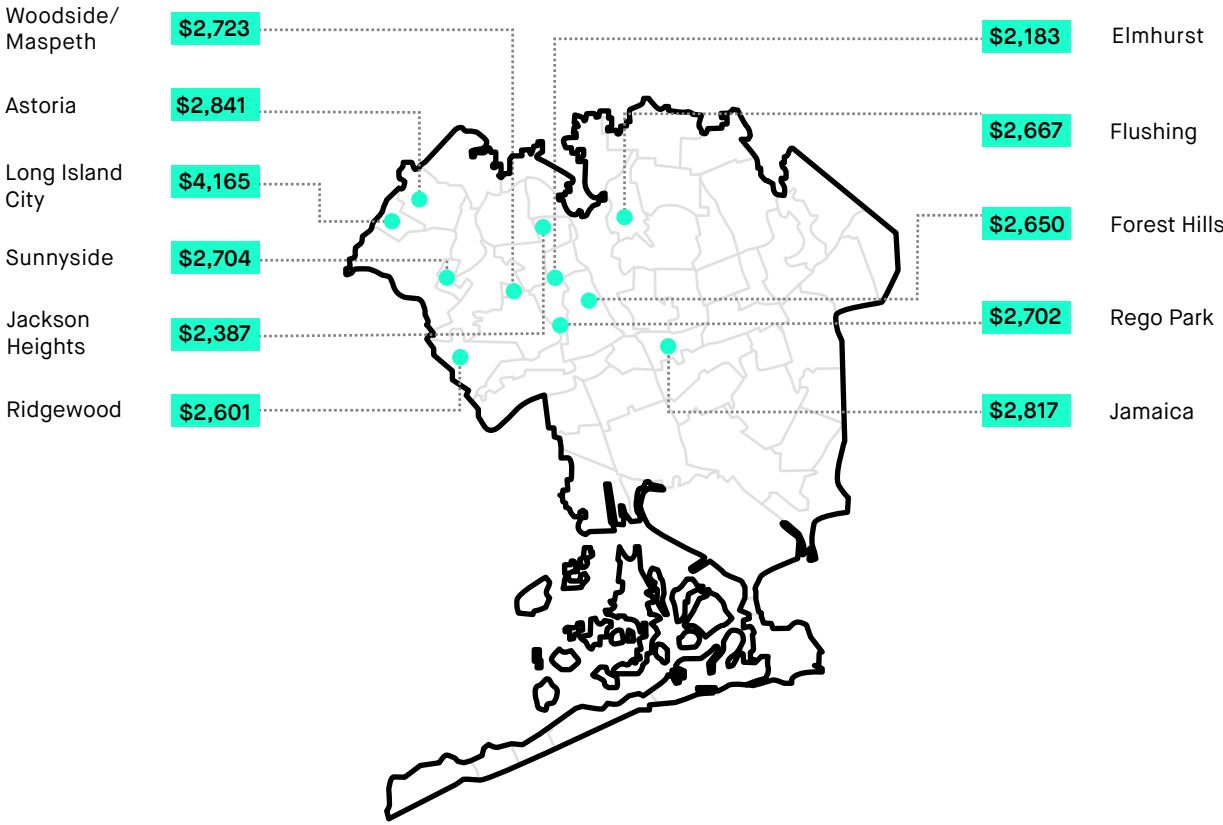 Woodside/
Maspeth
$2,723
Astoria
$2,841
Long Island
City
$4,165
Sunnyside
$2,704
Jackson
Heights
$2,387
Ridgewood
$2,601
$2,183
Elmhurst
$2,667
Flushing
$2,650
Forest Hills
$2,702
Rego Park
$2,817
Jamaica